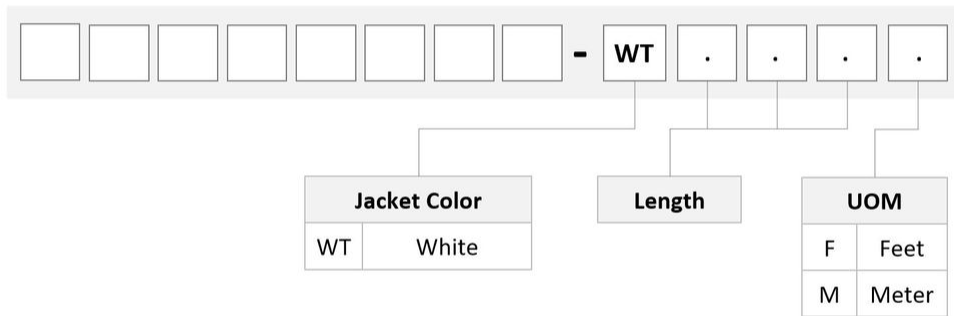 - WT . . . .
Jacket Color
WT White
Length
UOM
F Feet
M Meter